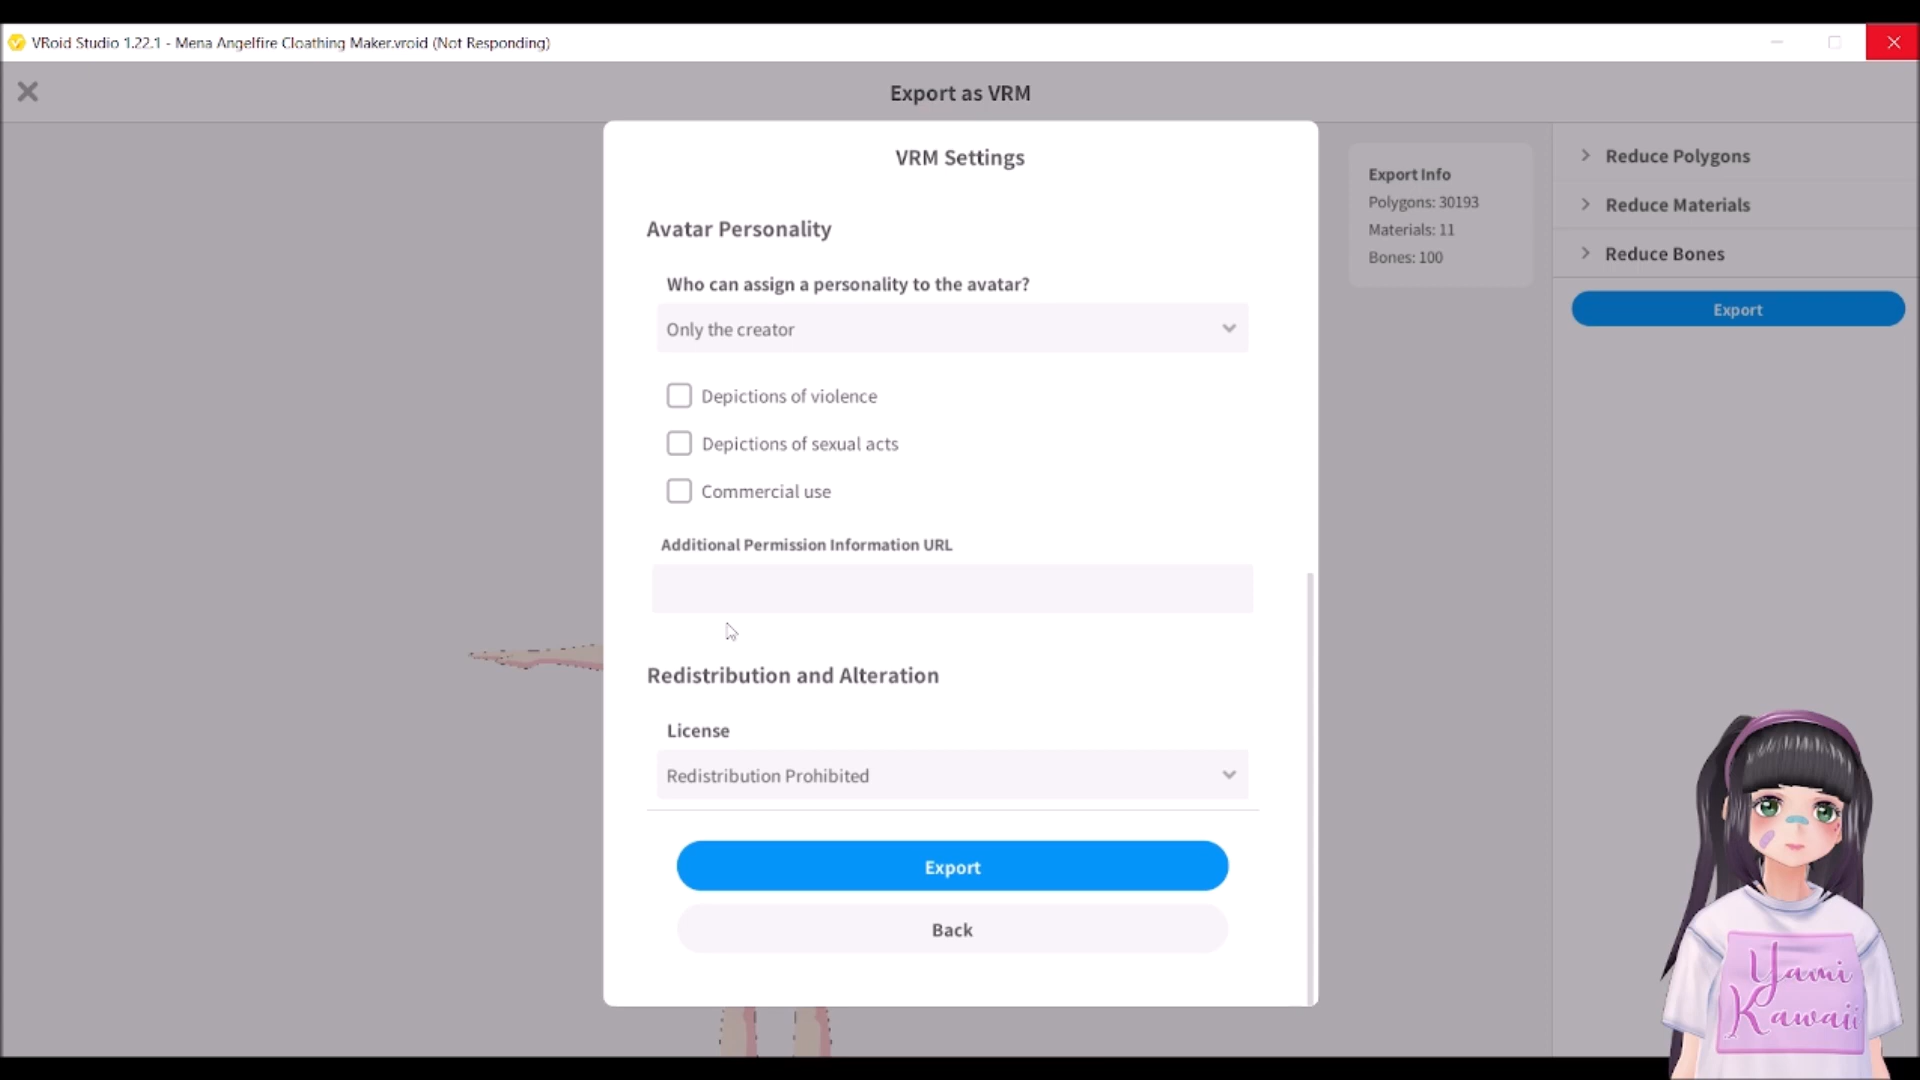 VRoid Studio 1.22.1 - Mena Angelfire Cloathing Maker.vroid (Not Responding)
Export as VRM
VRM Settings
Avatar Personality
Who can assign a personality to the avatar?
Only the creator
Depictions of violence
Depictions of sexual acts
Commercial use
Additional Permission Information URL
Redistribution and Alteration
License
Redistribution Prohibited
Export
Back
Export Info
Polygons: 30193
Materials: 11
Bones: 100
Reduce Polygons
Reduce Materials
Reduce Bones
Export
Yami
Kawaii